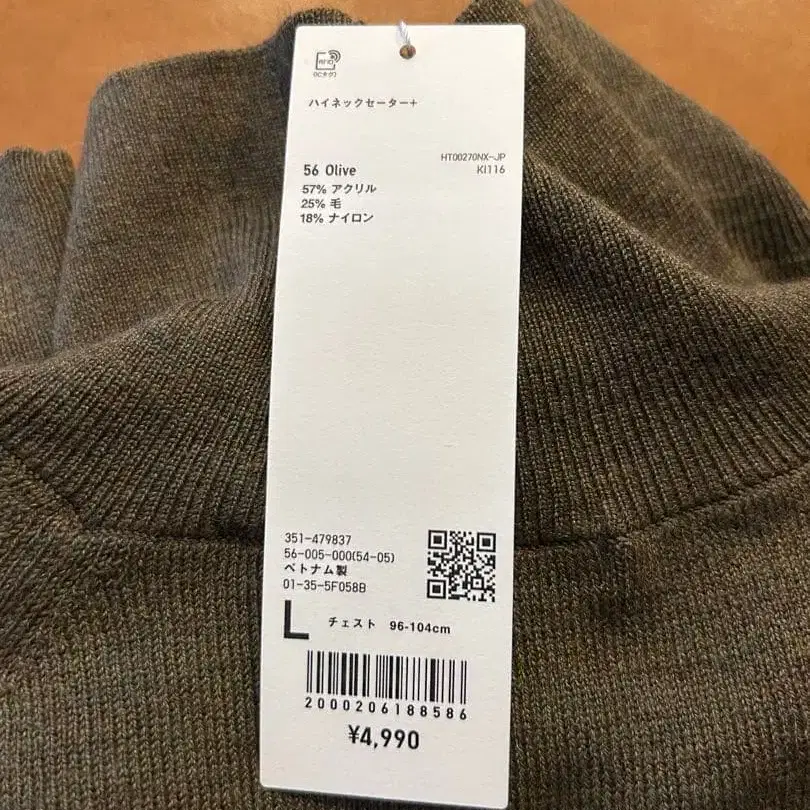 RFID
(ICタグ)
ハイネックセーター+
HT00270NX-JP
56 Olive
KI116
57% アクリル
25% 毛
18% ナイロン
351-479837
56-005-000(54-05)
ベトナム製
01-35-5F058B
L チェスト 96-104cm
2000206188586
¥4,990